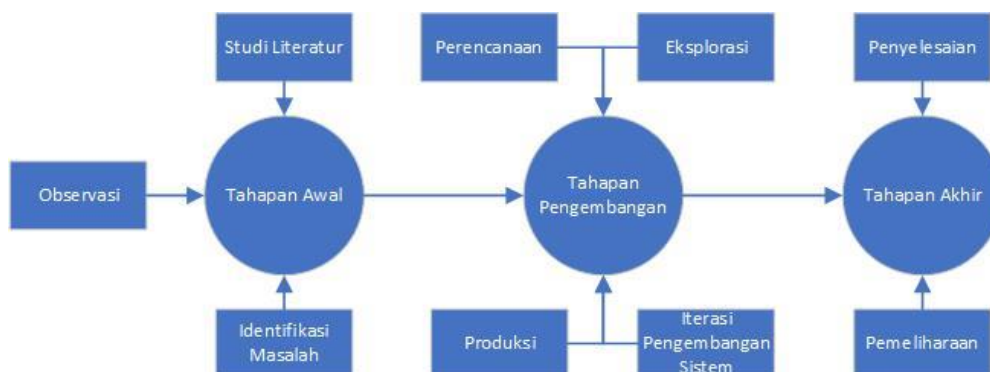 Studi Literatur
Perencanaan
Eksplorasi
Penyelesaian
Observasi
Tahapan Awal
Tahapan
Pengembangan
Tahapan Akhir
Identifikasi
Masalah
Produksi
Iterasi
Pengembangan
Sistem
Pemeliharaan